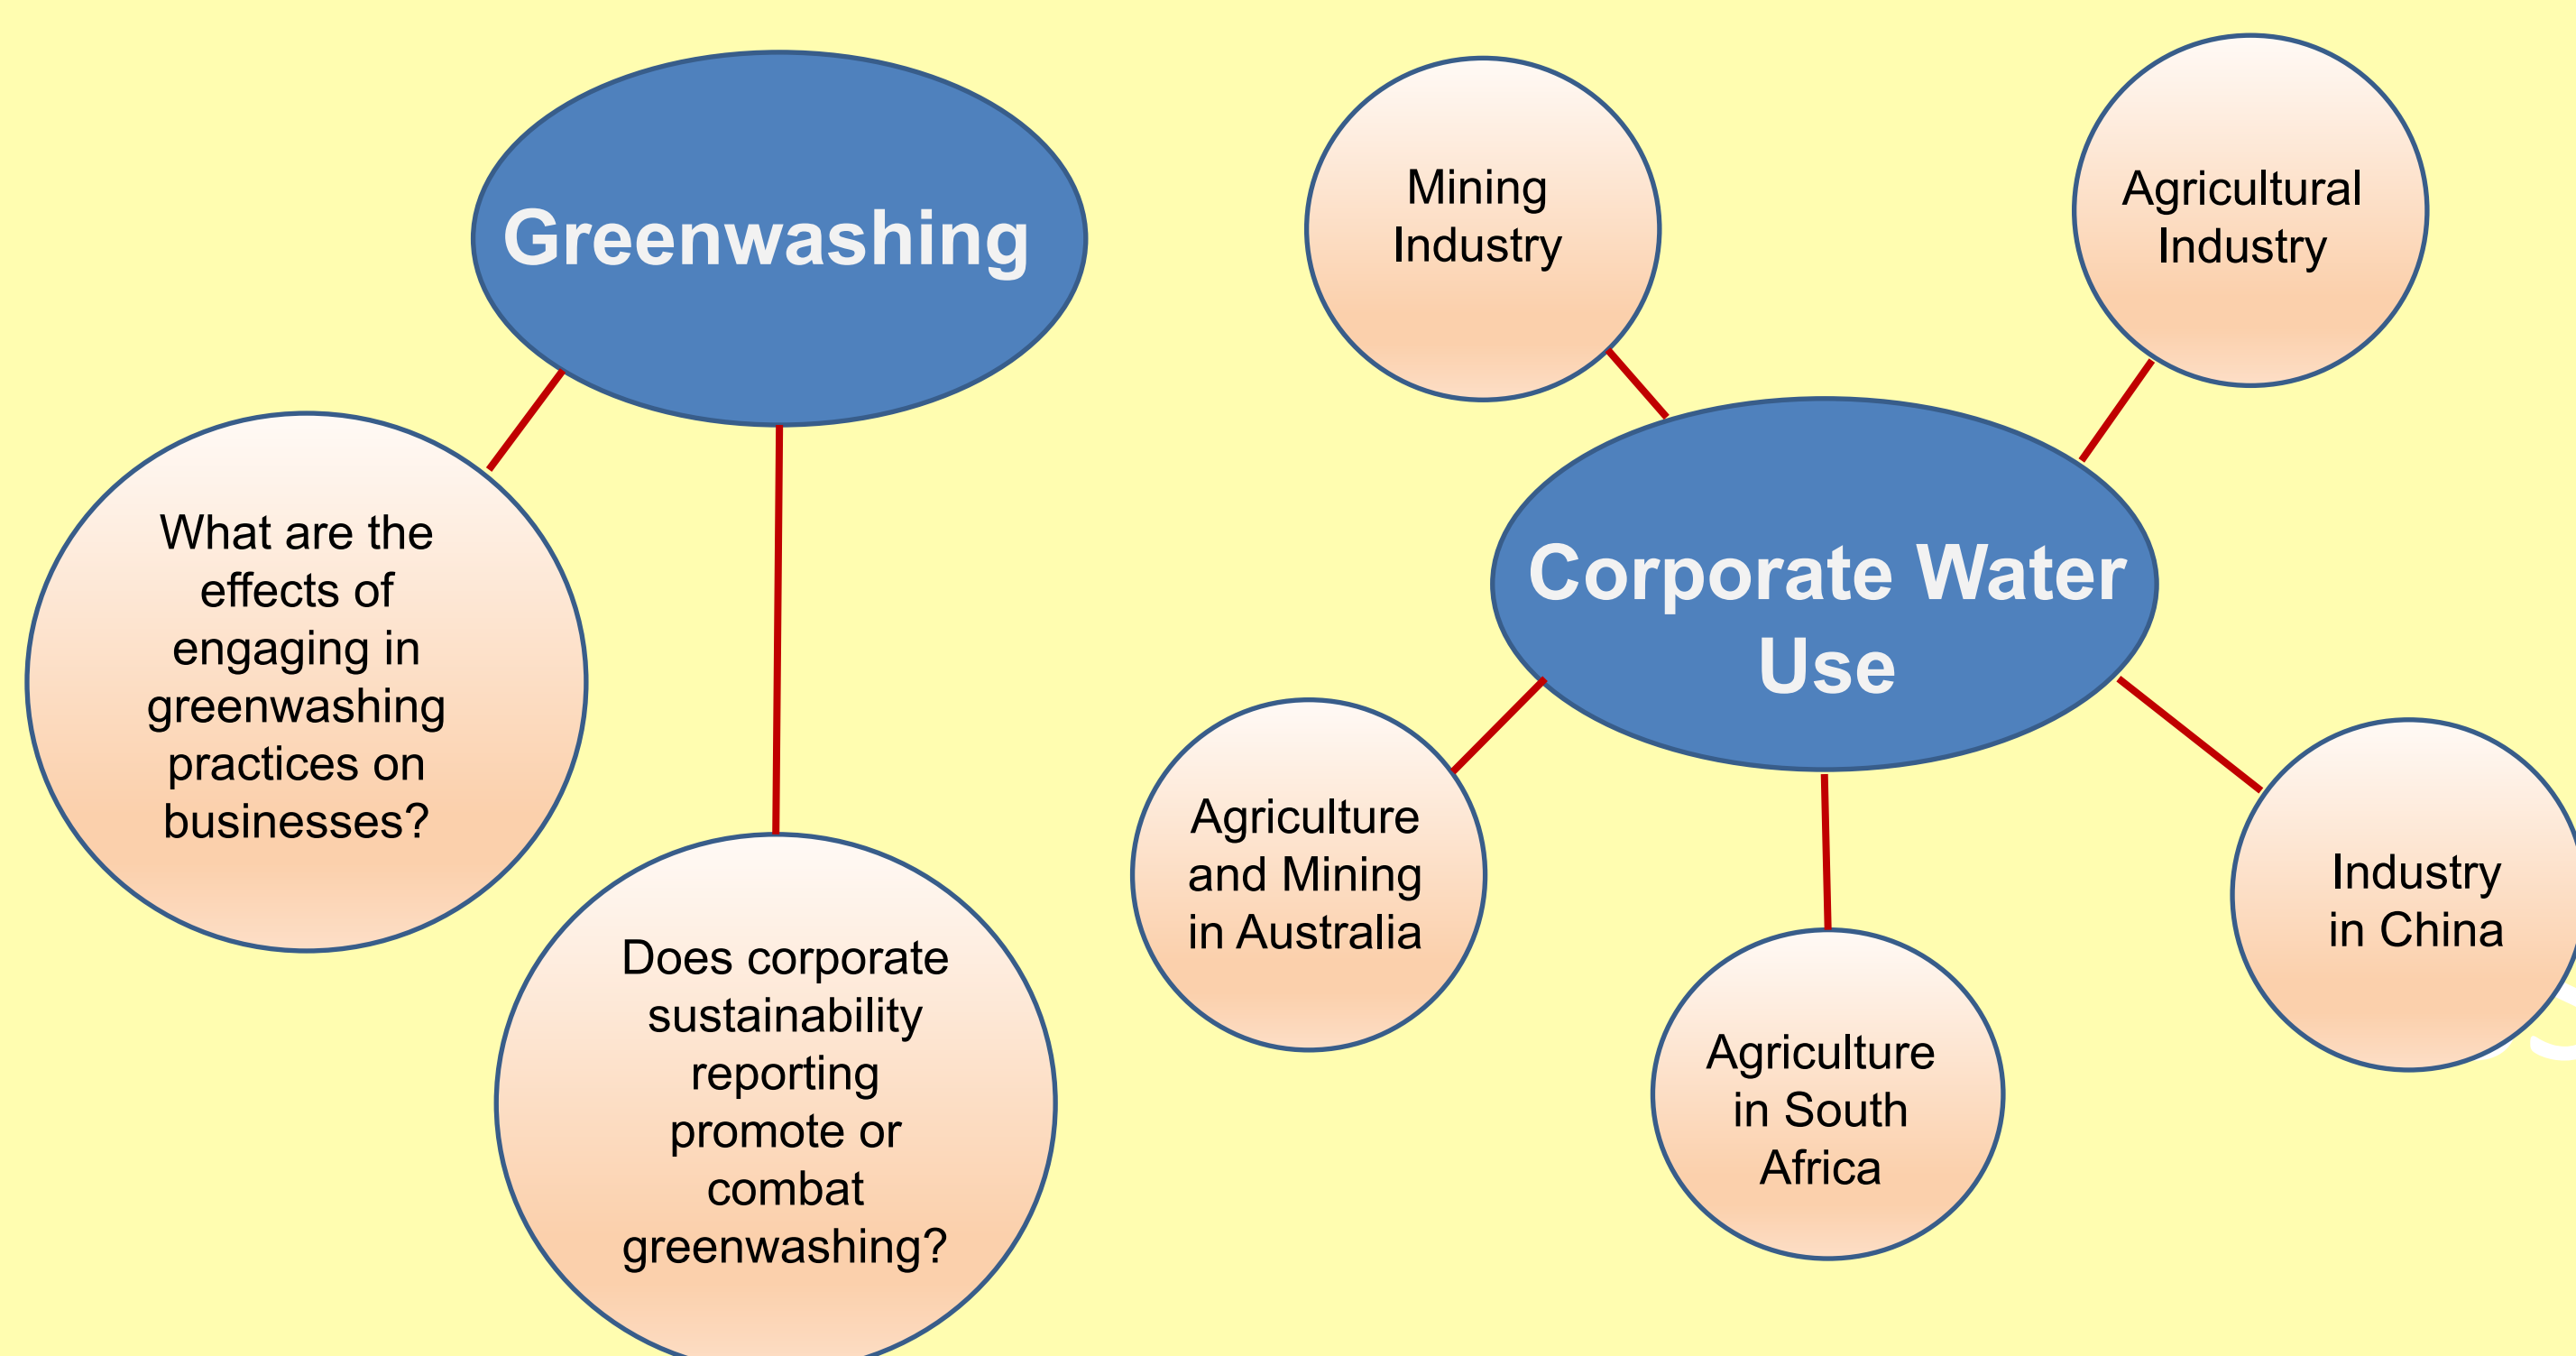 Greenwashing
What are the
effects of
engaging in
greenwashing
practices on
businesses?
Does corporate
sustainability
reporting
promote or
combat
greenwashing?
Mining
Industry
Agricultural
Industry
Corporate Water
Use
Agriculture
and Mining
in Australia
Agriculture
in South
Africa
Industry
in China